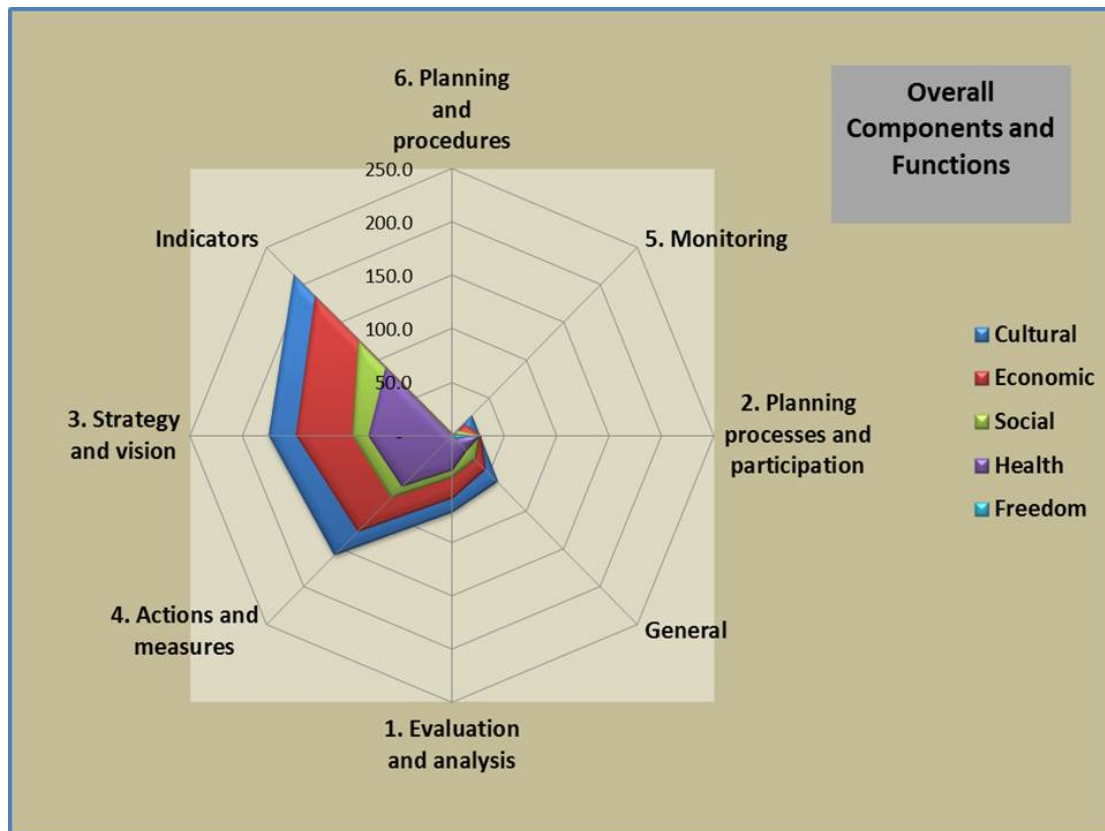 Overall
Components and
Functions
6. Planning
and
procedures
250.0
200.0
150.0
100.0
50.0
-
Indicators
5. Monitoring
3. Strategy
and vision
2. Planning
processes and
participation
4. Actions and
measures
General
1. Evaluation
and analysis
Cultural
Economic
Social
Health
Freedom